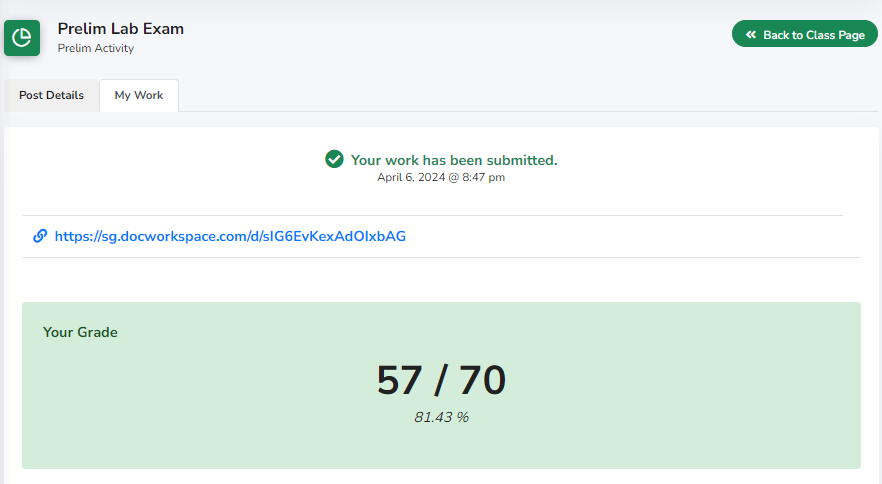 Prelim Lab Exam
Prelim Activity
Back to Class Page
Post Details
My Work
Your work has been submitted.
April 6, 2024 @ 8:47 pm
https://sg.docworkspace.com/d/sIG6EvKexAdOIxbAG
Your Grade
57 / 70
81.43 %